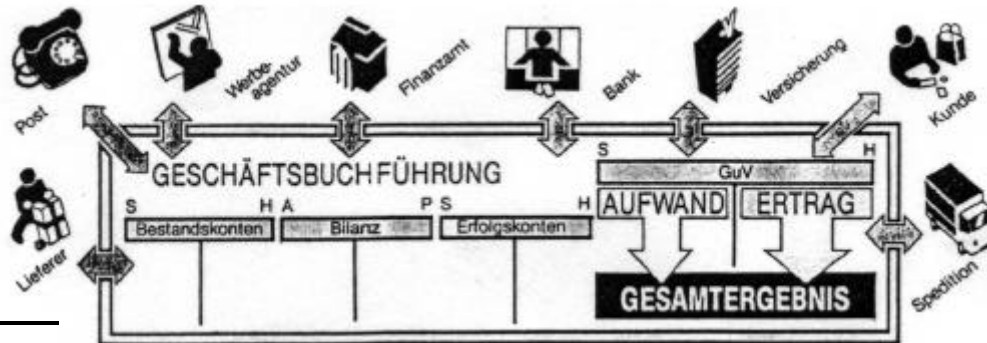 Post
Werbe-
agentur
Finanzamt
Bank
Versicherung
Kunde
Lieferer
Spedition
GESCHÄFTSBUCHFÜHRUNG
S H
GuV
AUFWAND ERTRAG
S H A P S H
Bestandskonten Bilanz Erfolgskonten
GESAMTERGEBNIS